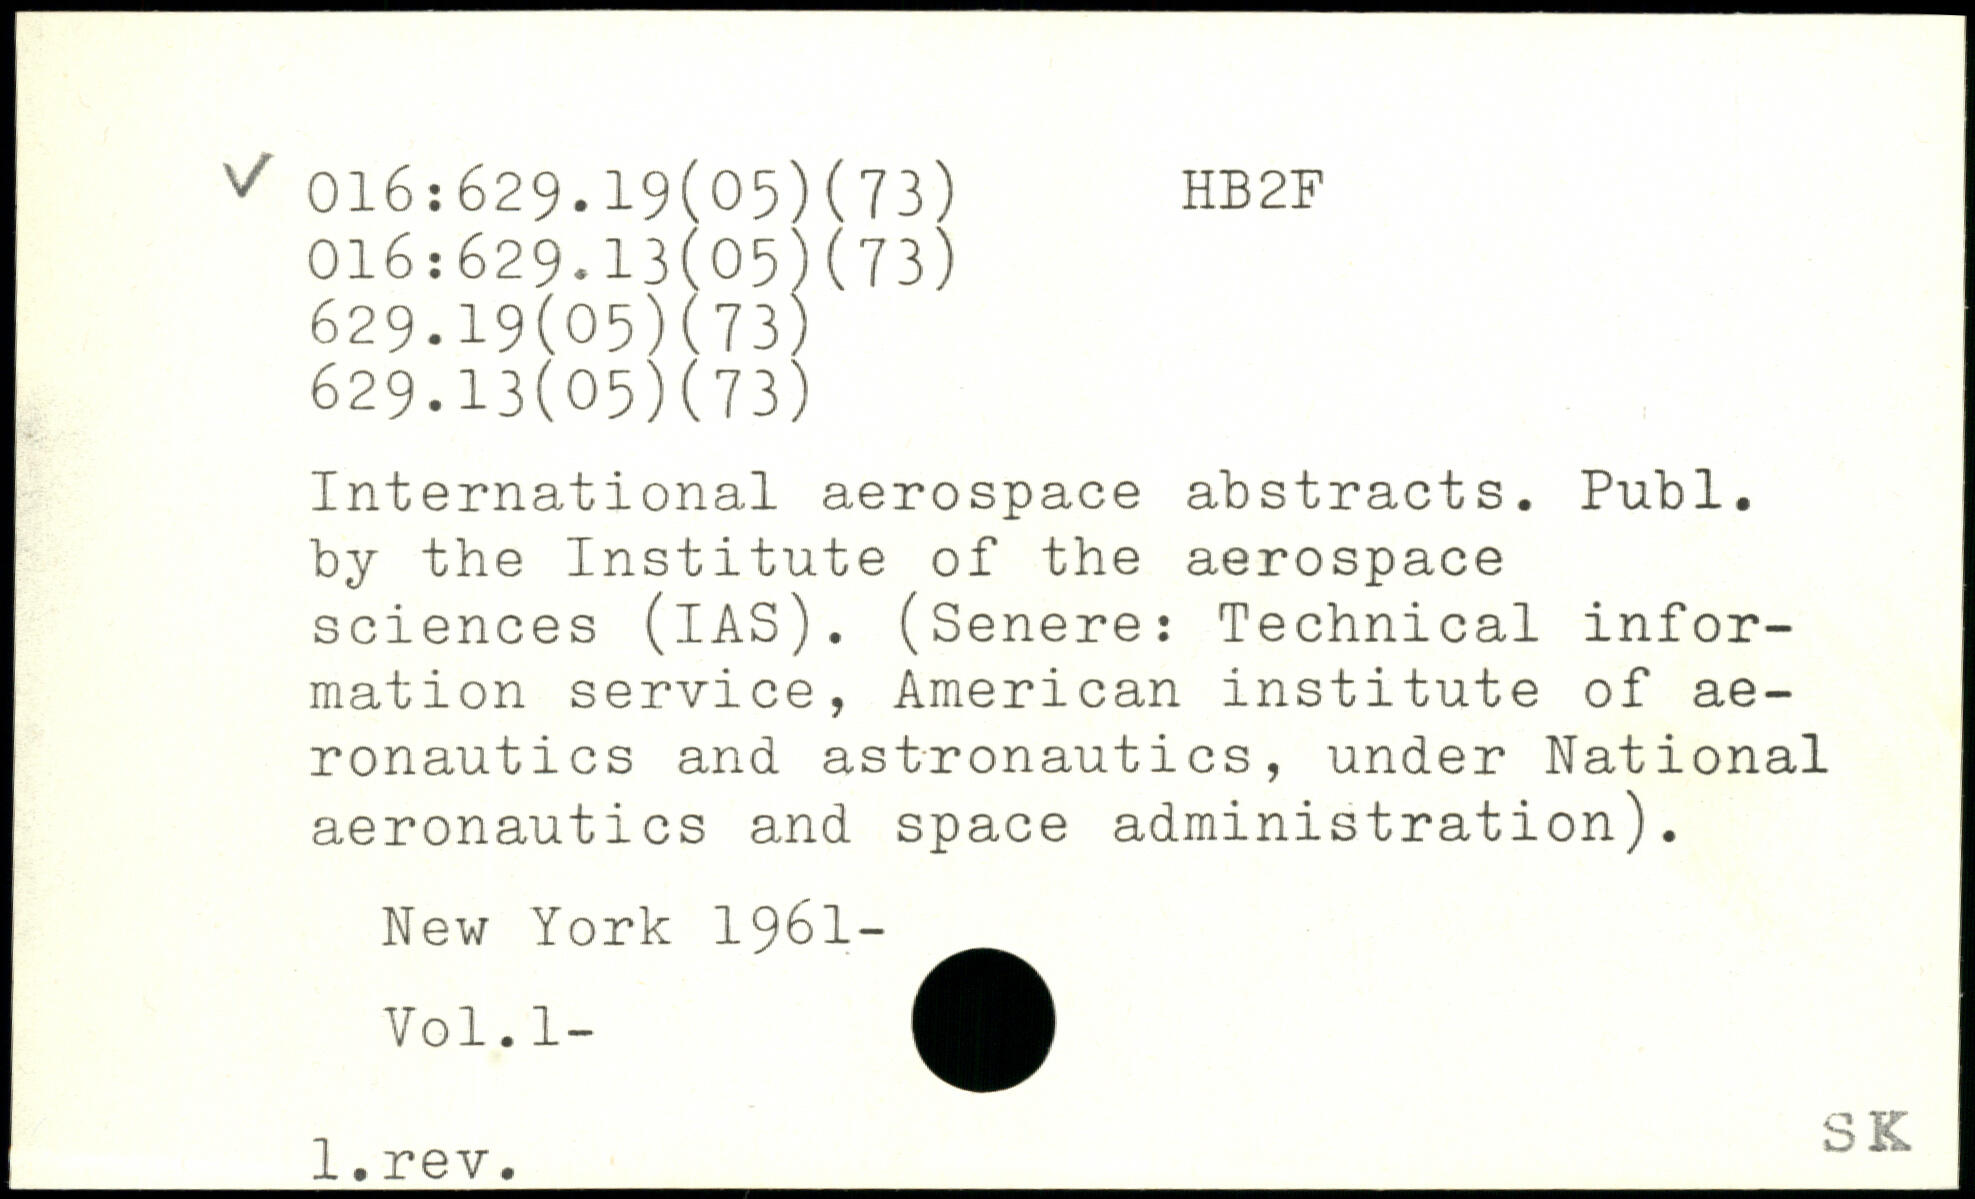 ✓ 016:629.19(05)(73) HB2F
016:629.13(05)(73)
629.19(05)(73)
629.13(05)(73)
International aerospace abstracts. Publ.
by the Institute of the aerospace
sciences (IAS). (Senere: Technical infor-
mation service, American institute of ae-
ronautics and astronautics, under National
aeronautics and space administration).
New York 1961-
Vol.1-
1.rev.
SK